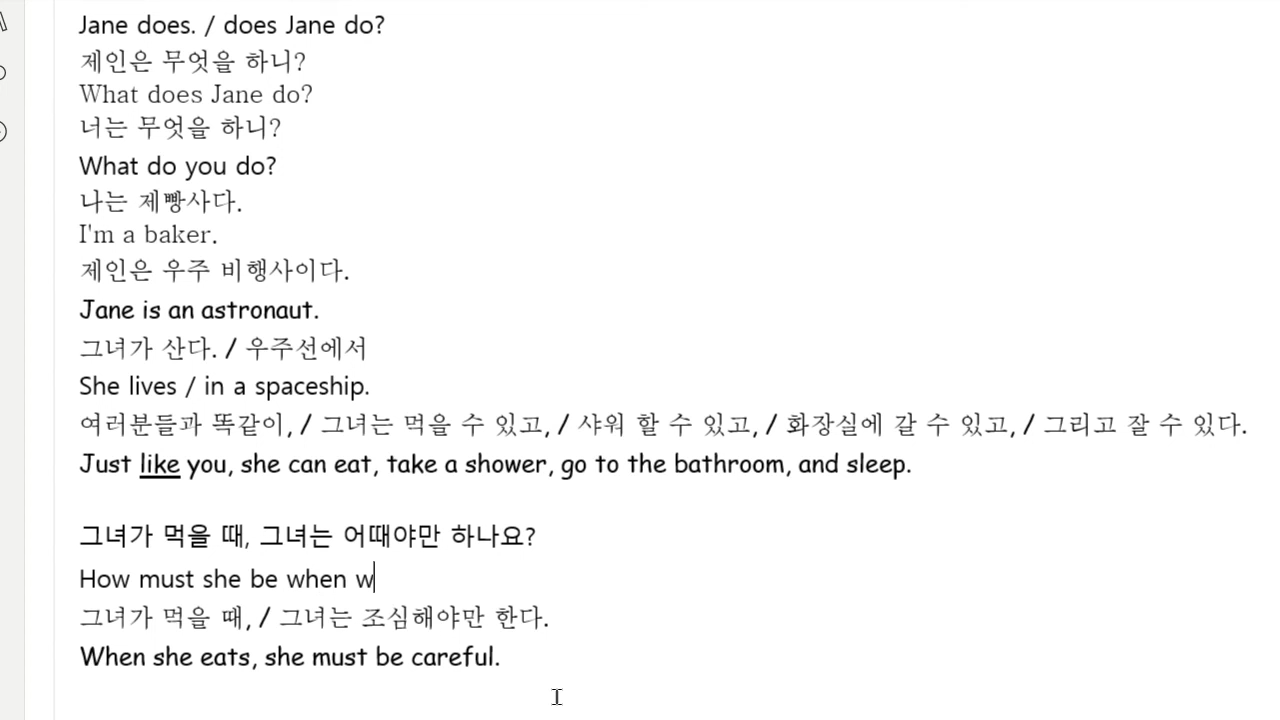 Jane does. / does Jane do?
제인은 무엇을 하니?
What does Jane do?
너는 무엇을 하니?
What do you do?
나는 제빵사다.
I'm a baker.
제인은 우주 비행사이다.
Jane is an astronaut.
그녀가 산다. / 우주선에서
She lives / in a spaceship.
여러분들과 똑같이, / 그녀는 먹을 수 있고, / 샤워 할 수 있고, / 화장실에 갈 수 있고, / 그리고 잘 수 있다.
Just like you, she can eat, take a shower, go to the bathroom, and sleep.
그녀가 먹을 때, 그녀는 어때야만 하나요?
How must she be when w
그녀가 먹을 때, / 그녀는 조심해야만 한다.
When she eats, she must be careful.